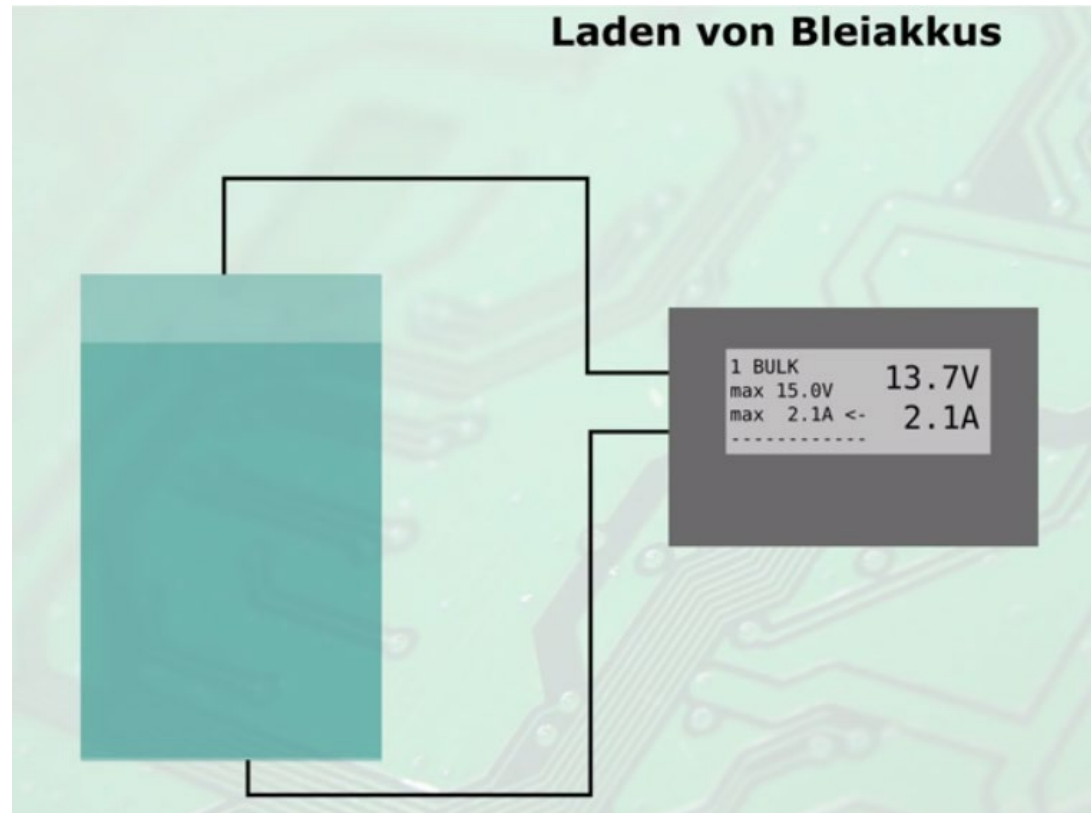 Laden von Bleiakkus
1 BULK
max 15.0V
max  2.1A <-
------------
13.7V
2.1A